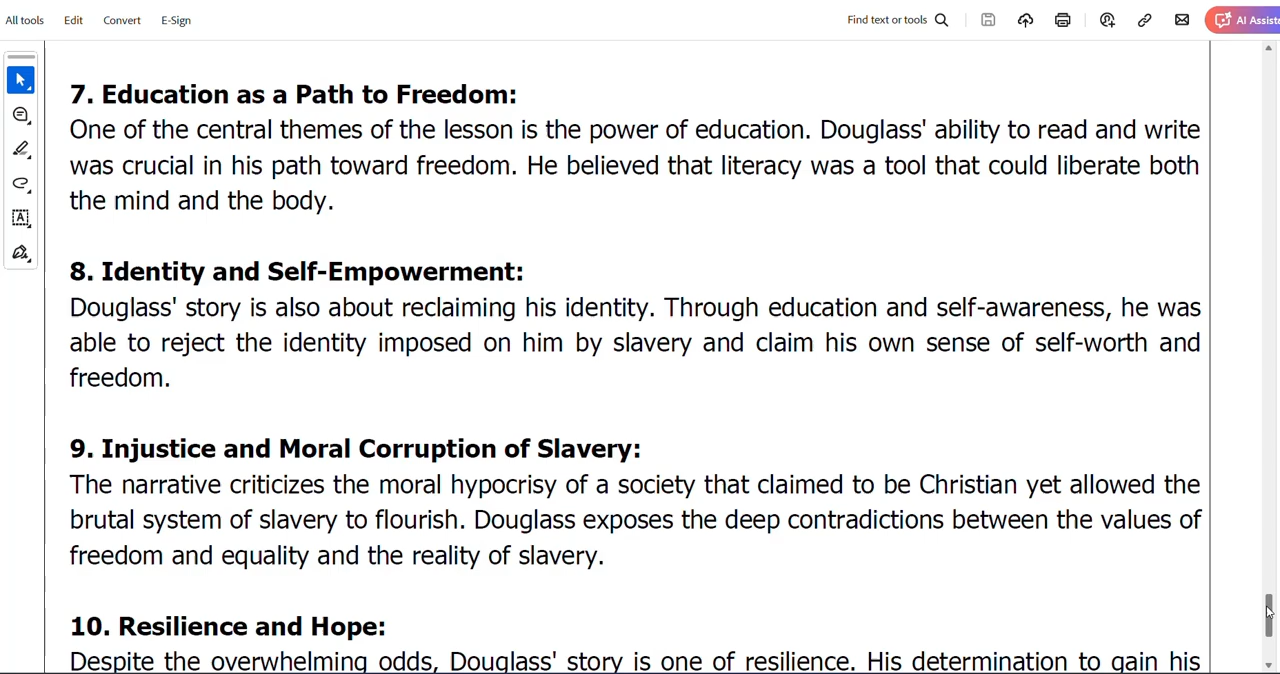 All tools Edit Convert E-Sign Find text or tools AI Assista
7. Education as a Path to Freedom:
One of the central themes of the lesson is the power of education. Douglass' ability to read and write
was crucial in his path toward freedom. He believed that literacy was a tool that could liberate both
the mind and the body.
8. Identity and Self-Empowerment:
Douglass' story is also about reclaiming his identity. Through education and self-awareness, he was
able to reject the identity imposed on him by slavery and claim his own sense of self-worth and
freedom.
9. Injustice and Moral Corruption of Slavery:
The narrative criticizes the moral hypocrisy of a society that claimed to be Christian yet allowed the
brutal system of slavery to flourish. Douglass exposes the deep contradictions between the values of
freedom and equality and the reality of slavery.
10. Resilience and Hope:
Despite the overwhelming odds, Douglass' story is one of resilience. His determination to gain his